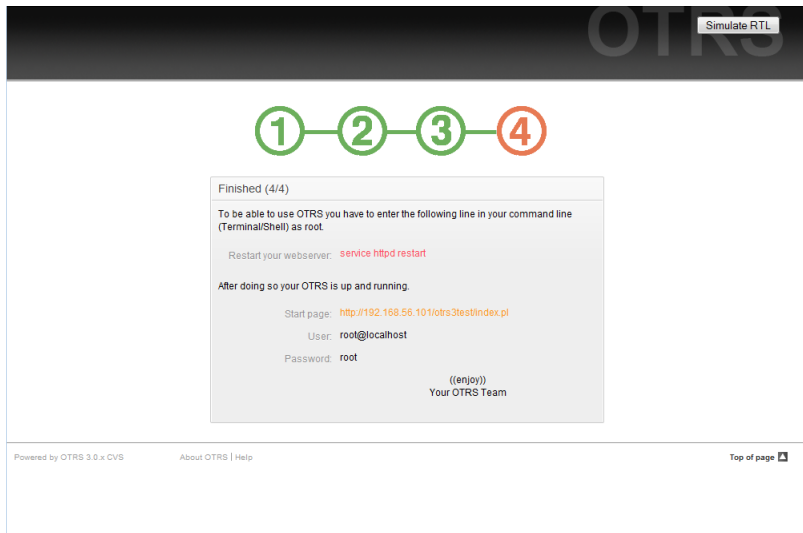 OTRS
Simulate RTL
1 2 3 4
Finished (4/4)
To be able to use OTRS you have to enter the following line in your command line
(Terminal/Shell) as root.
Restart your webserver: service httpd restart
After doing so your OTRS is up and running.
Start page: http://192.168.56.101/otrs3test/index.pl
User: root@localhost
Password: root
((enjoy))
Your OTRS Team
Powered by OTRS 3.0.x CVS About OTRS | Help Top of page